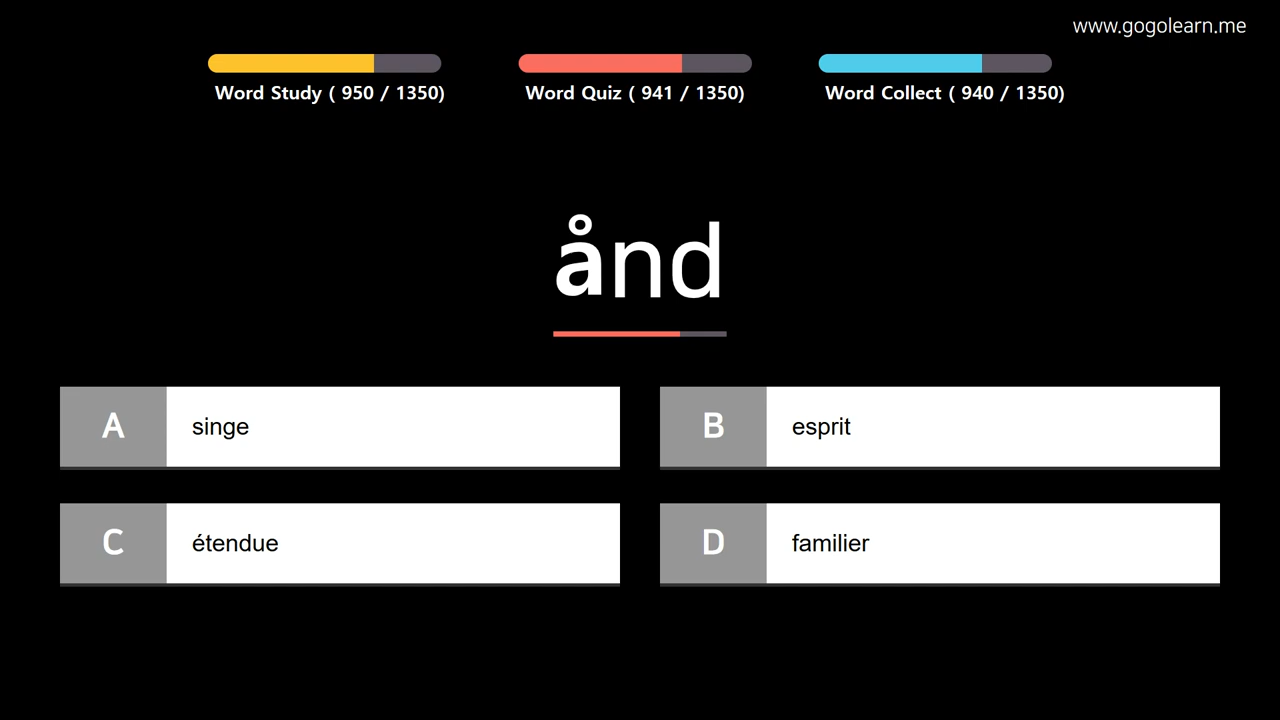 www.gogolearn.me
Word Study ( 950 / 1350)
Word Quiz ( 941 / 1350)
Word Collect ( 940 / 1350)
ånd
A singe
B esprit
C étendue
D familier